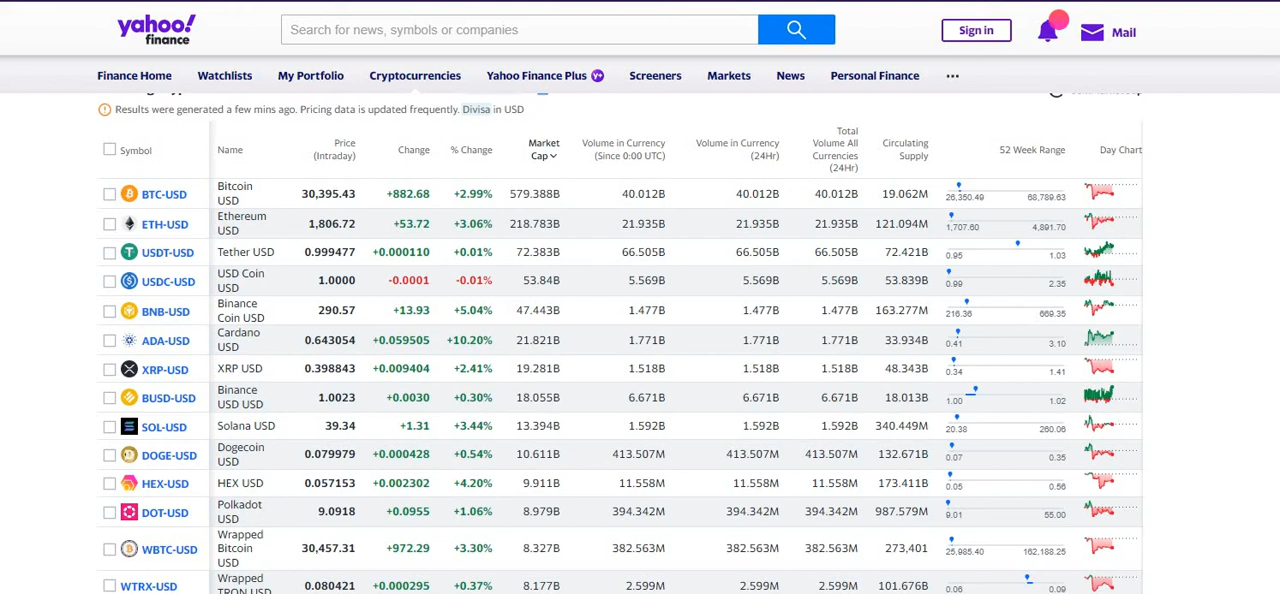 yahoo!
finance
Search for news, symbols or companies
Sign in
Mail
Finance Home Watchlists My Portfolio Cryptocurrencies Yahoo Finance Plus Y+ Screeners Markets News Personal Finance ...
Results were generated a few mins ago. Pricing data is updated frequently. Divisa in USD
Symbol Name Price (Intraday) Change % Change Market Cap Volume in Currency (Since 0:00 UTC) Volume in Currency (24Hr) Total Volume All Currencies (24Hr) Circulating Supply 52 Week Range Day Chart
BTC-USD Bitcoin USD 30,395.43 +882.68 +2.99% 579.388B 40.012B 40.012B 40.012B 19.062M 26,350.49 68,789.63
ETH-USD Ethereum USD 1,806.72 +53.72 +3.06% 218.783B 21.935B 21.935B 21.935B 121.094M 1,707.60 4,891.70
USDT-USD Tether USD 0.999477 +0.000110 +0.01% 72.383B 66.505B 66.505B 66.505B 72.421B 0.95 1.03
USDC-USD USD Coin USD 1.0000 -0.0001 -0.01% 53.84B 5.569B 5.569B 5.569B 53.839B 0.99 2.35
BNB-USD Binance Coin USD 290.57 +13.93 +5.04% 47.443B 1.477B 1.477B 1.477B 163.277M 216.36 669.35
ADA-USD Cardano USD 0.643054 +0.059505 +10.20% 21.821B 1.771B 1.771B 1.771B 33.934B 0.41 3.10
XRP-USD XRP USD 0.398843 +0.009404 +2.41% 19.281B 1.518B 1.518B 1.518B 48.343B 0.34 1.41
BUSD-USD Binance USD USD 1.0023 +0.0030 +0.30% 18.055B 6.671B 6.671B 6.671B 18.013B 1.00 1.02
SOL-USD Solana USD 39.34 +1.31 +3.44% 13.394B 1.592B 1.592B 1.592B 340.449M 20.38 260.06
DOGE-USD Dogecoin USD 0.079979 +0.000428 +0.54% 10.611B 413.507M 413.507M 413.507M 132.671B 0.07 0.35
HEX-USD HEX USD 0.057153 +0.002302 +4.20% 9.911B 11.558M 11.558M 11.558M 173.411B 0.05 0.56
DOT-USD Polkadot USD 9.0918 +0.0955 +1.06% 8.979B 394.342M 394.342M 394.342M 987.579M 9.01 55.00
WBTC-USD Wrapped Bitcoin USD 30,457.31 +972.29 +3.30% 8.327B 382.563M 382.563M 382.563M 273,401 25,985.40 162,188.25
WTRX-USD Wrapped TRON USD 0.080421 +0.000295 +0.37% 8.177B 2.599M 2.599M 2.599M 101.676B 0.06 0.09